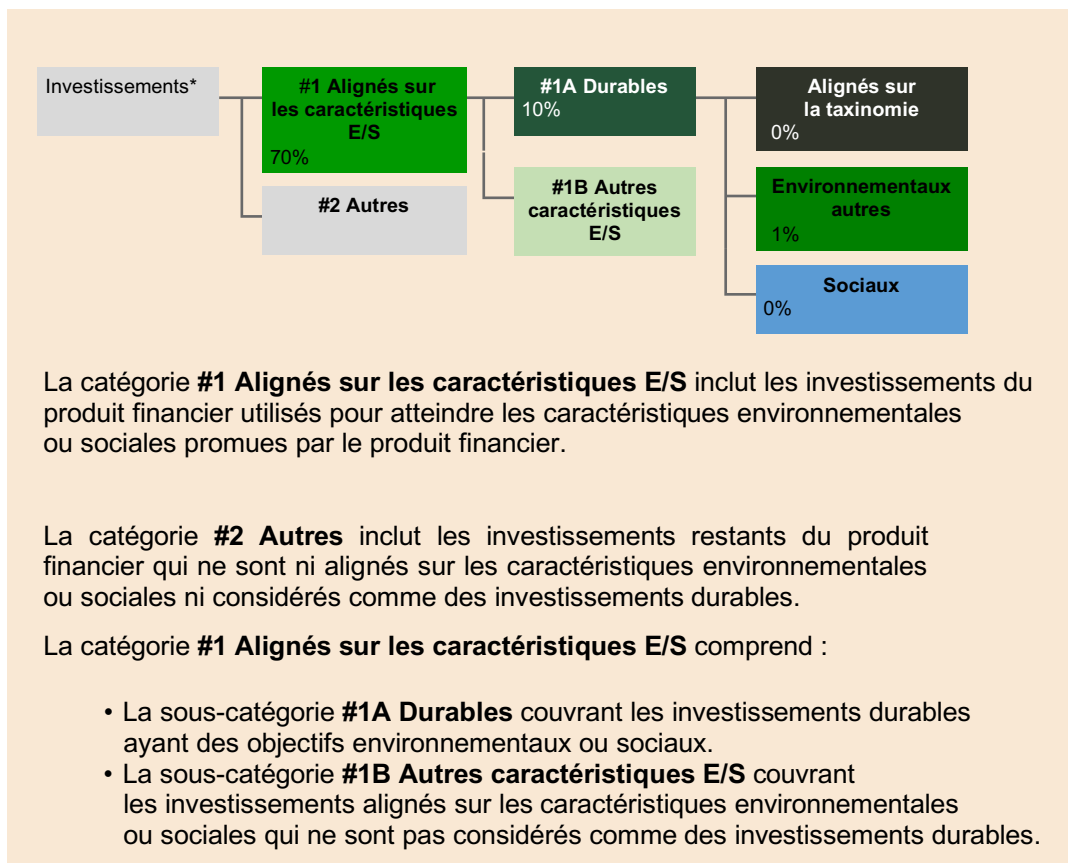 Investissements*
#1 Alignés sur
les caractéristiques
E/S
70%
#2 Autres
#1A Durables
10%
#1B Autres
caractéristiques
E/S
Alignés sur
la taxinomie
0%
Environnementaux
autres
1%
Sociaux
0%
La catégorie #1 Alignés sur les caractéristiques E/S inclut les investissements du
produit financier utilisés pour atteindre les caractéristiques environnementales
ou sociales promues par le produit financier.
La catégorie #2 Autres inclut les investissements restants du produit
financier qui ne sont ni alignés sur les caractéristiques environnementales
ou sociales ni considérés comme des investissements durables.
La catégorie #1 Alignés sur les caractéristiques E/S comprend :
• La sous-catégorie #1A Durables couvrant les investissements durables
ayant des objectifs environnementaux ou sociaux.
• La sous-catégorie #1B Autres caractéristiques E/S couvrant
les investissements alignés sur les caractéristiques environnementales
ou sociales qui ne sont pas considérés comme des investissements durables.